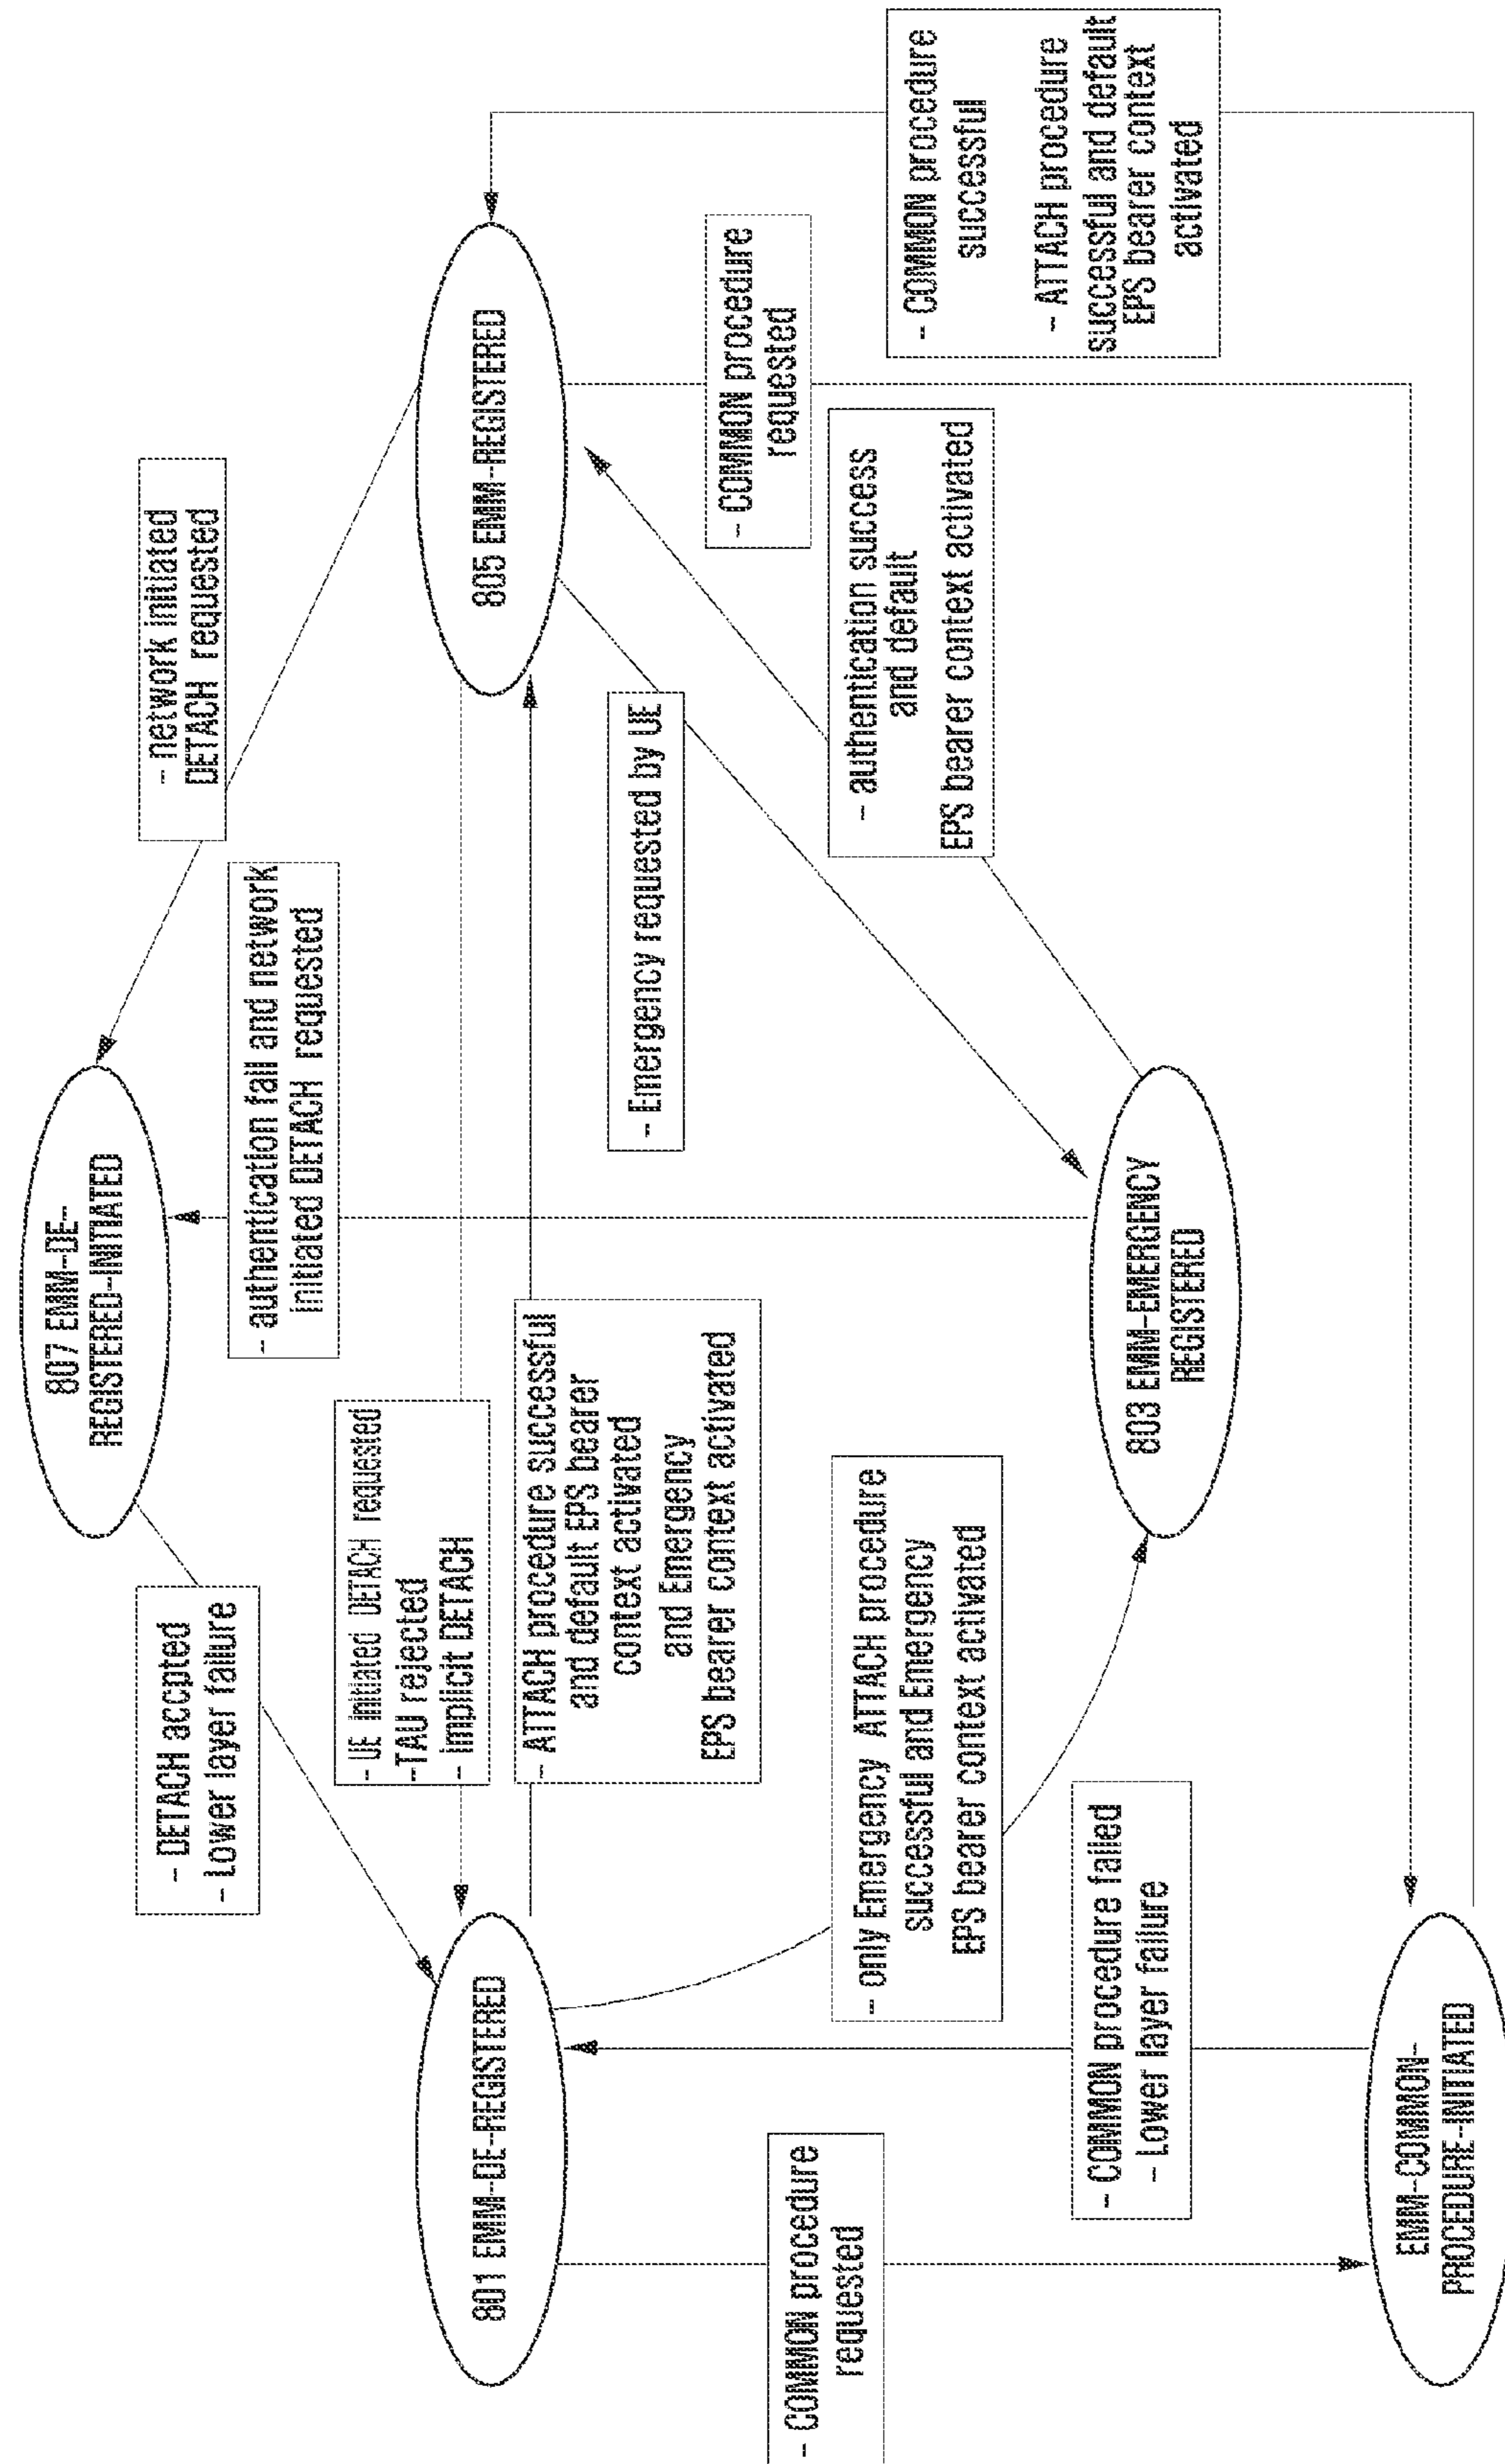 807 EMM-DE-
REGISTERED-INITIATED
- network initiated
DETACH requested
- DETACH accpted
- Lower layer failure
- authentication fail and network
initiated DETACH requested
- UE initiated DETACH requested
- TAU rejected
- implicit DETACH
801 EMM-DE-REGISTERED
805 EMM-REGISTERED
- ATTACH procedure successful
and default EPS bearer
context activated
and Emergency
EPS bearer context activated
- Emergency requested by UE
- COMMON procedure
requested
- COMMON procedure
requested
- only Emergency ATTACH procedure
successful and Emergency
EPS bearer context activated
- authentication success
and default
EPS bearer context activated
- COMMON procedure
successful
- ATTACH procedure
successful and default
EPS bearer context
activated
- COMMON procedure failed
- Lower layer failure
803 EMM-EMERGENCY
REGISTERED
EMM-COMMON-
PROCEDURE-INITIATED